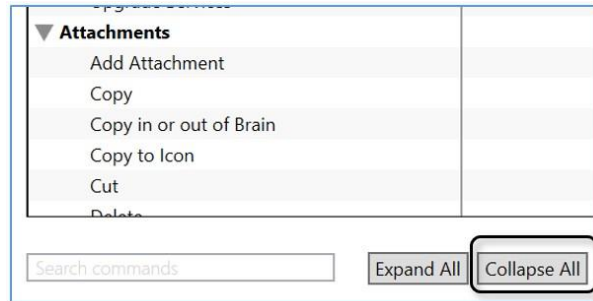 Attachments
Add Attachment
Copy
Copy in or out of Brain
Copy to Icon
Cut
Search commands
Expand All
Collapse All